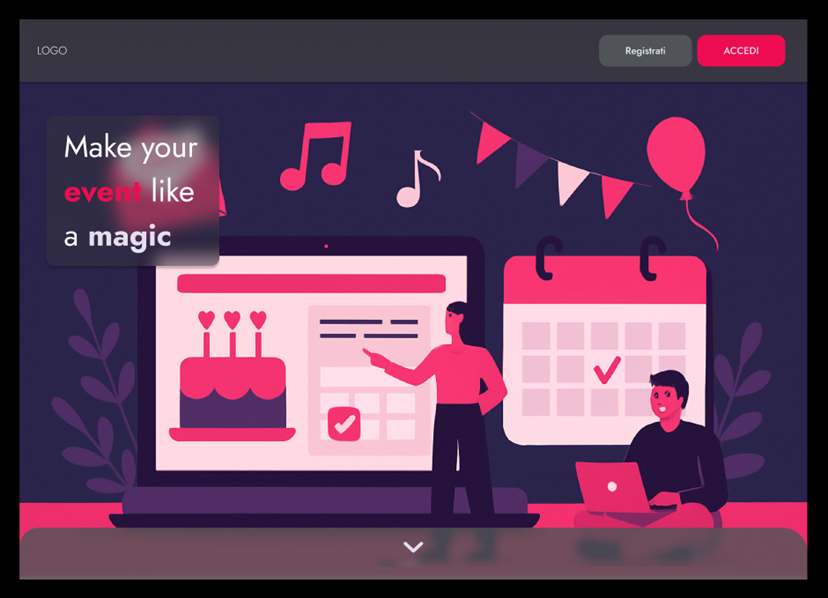 LOGO
Registrati
ACCEDI
Make your
event like
a magic